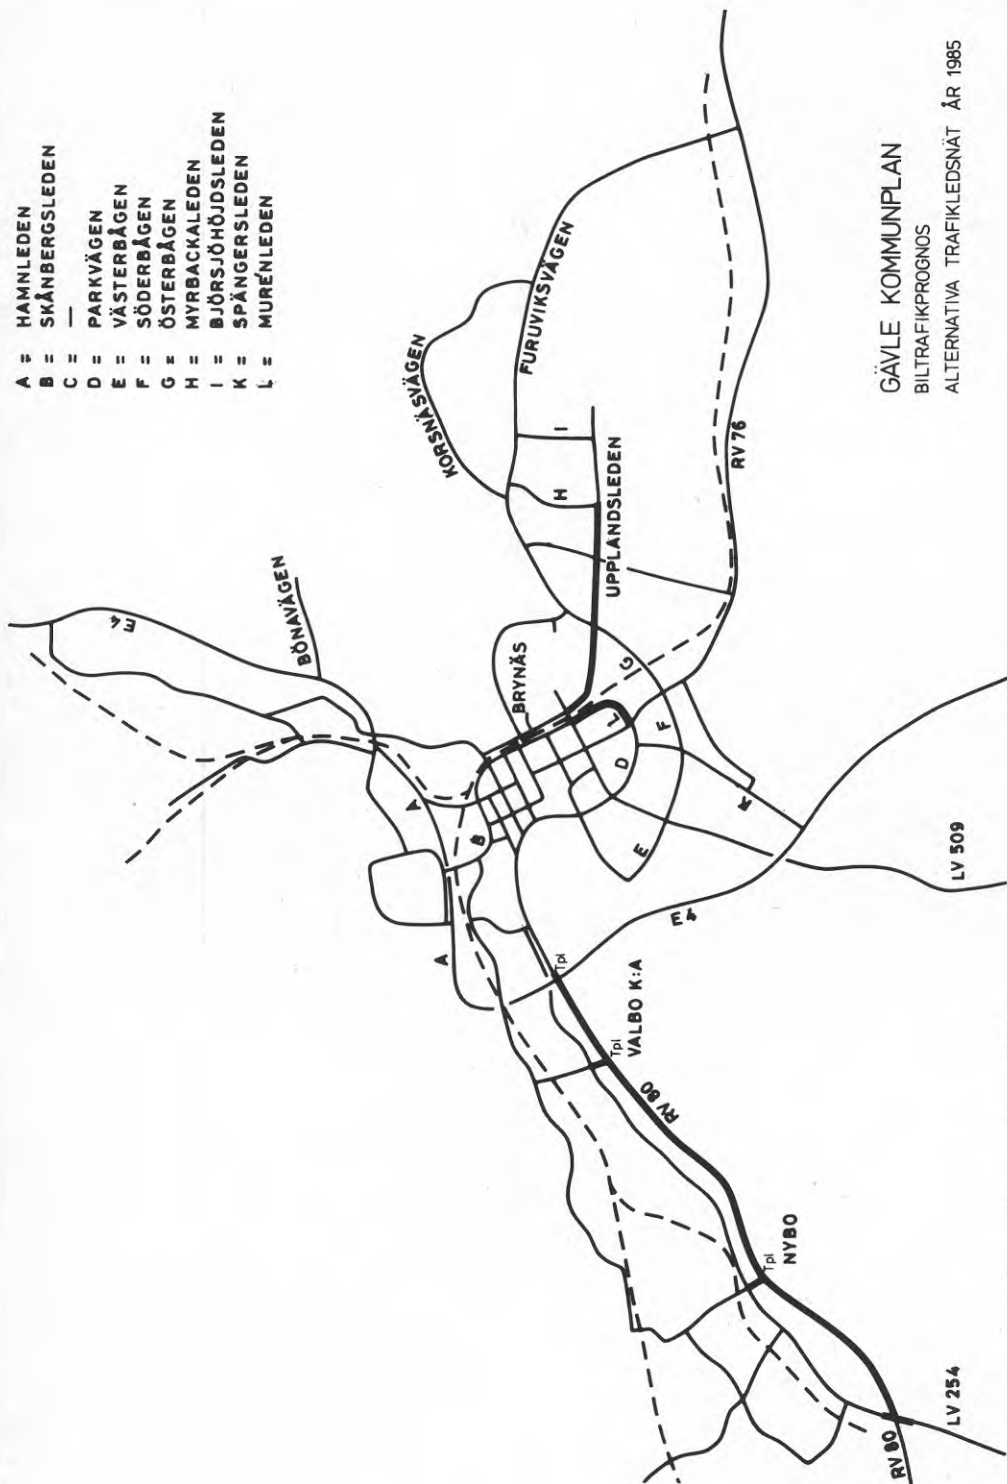 A = HAMNLEDEN
B = SKÅNBERGSLEDEN
C = —
D = PARKVÄGEN
E = VÄSTERBÅGEN
F = SÖDERBÅGEN
G = ÖSTERBÅGEN
H = MYRBACKALEDEN
I = BJÖRSJÖHÖJDSLEDEN
K = SPÄNGERSLEDEN
L = MURÉNLEDEN
E4
BÖNAVÄGEN
KORSNÄSVÄGEN
FURUVIKSVÄGEN
I
H
UPPLANDSLEDEN
BRYNÄS
RV 76
A
A
B
G
L
F
D
E
K
E4
LV 509
Tpl
Tpl
VALBO K:A
RV 80
Tpl
NYBO
RV 80
LV 254
GÄVLE KOMMUNPLAN
BILTRAFIKPROGNOS
ALTERNATIVA TRAFIKLEDSNÄT ÅR 1985